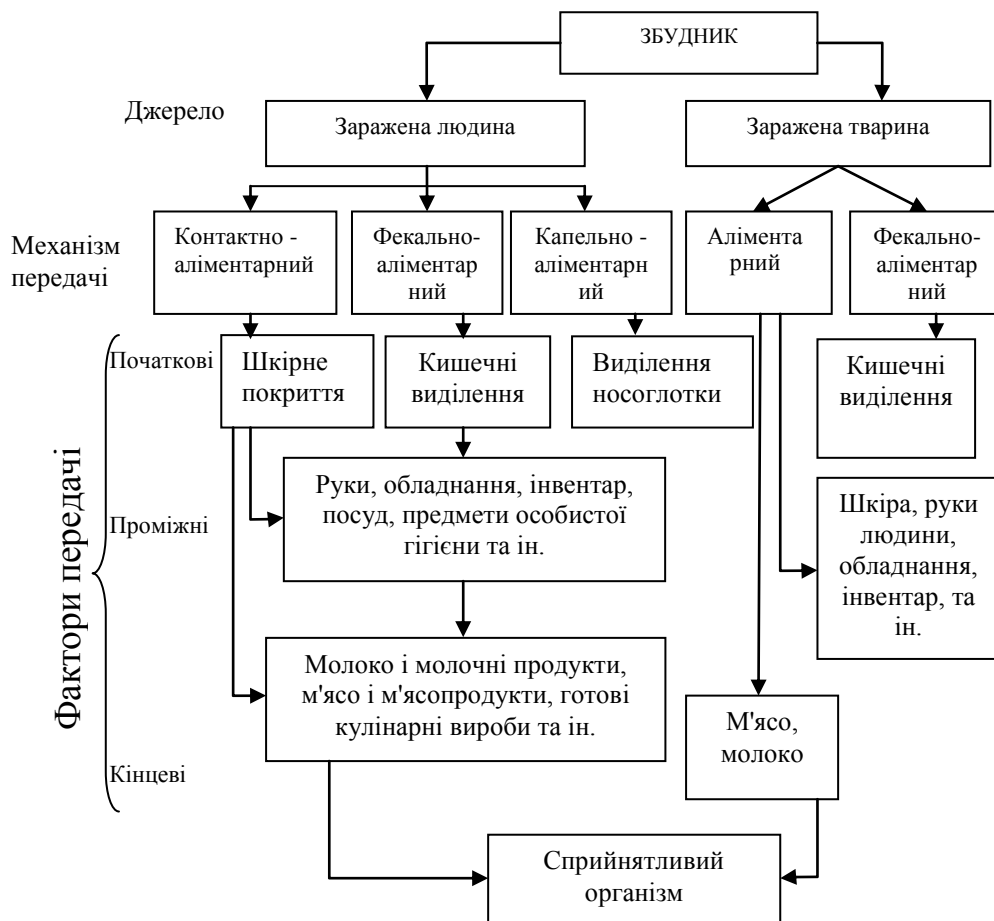 ЗБУДНИК
Джерело
Заражена людина
Заражена тварина
Механізм
передачі
Контактно -
аліментарний
Фекально-
аліментар
ний
Капельно -
аліментарн
ий
Алімента
рний
Фекально-
аліментар
ний
Фактори передачі
Початкові
Шкірне
покриття
Кишечні
виділення
Виділення
носоглотки
Кишечні
виділення
Проміжні
Руки, обладнання, інвентар,
посуд, предмети особистої
гігієни та ін.
Шкіра, руки
людини,
обладнання,
інвентар, та
ін.
Кінцеві
Молоко і молочні продукти,
м'ясо і м'ясопродукти, готові
кулінарні вироби та ін.
М'ясо,
молоко
Сприйнятливий
організм